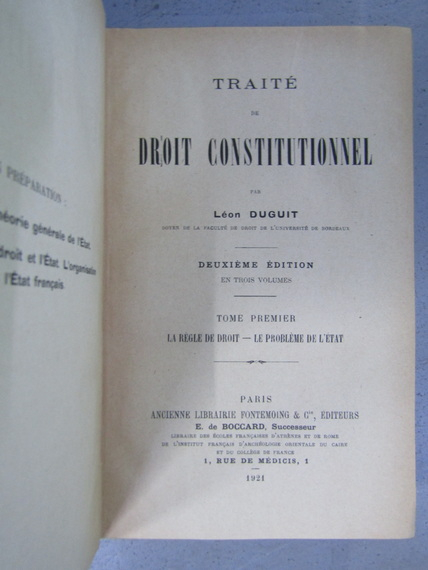 PRÉPARATION :
théorie générale de l'État.
droit et l'État. L'organisation
l'État français
TRAITÉ
DE
DROIT CONSTITUTIONNEL
PAR
Léon DUGUIT
DOYEN DE LA FACULTÉ DE DROIT DE L'UNIVERSITÉ DE BORDEAUX
DEUXIÈME ÉDITION
EN TROIS VOLUMES
TOME PREMIER
LA RÈGLE DE DROIT — LE PROBLÈME DE L'ÉTAT
PARIS
ANCIENNE LIBRAIRIE FONTEMOING & Cie, ÉDITEURS
E. de BOCCARD, Successeur
LIBRAIRE DES ÉCOLES FRANÇAISES D'ATHÈNES ET DE ROME
DE L'INSTITUT FRANÇAIS D'ARCHÉOLOGIE ORIENTALE DU CAIRE
ET DU COLLÈGE DE FRANCE
1, RUE DE MÉDICIS, 1
1921